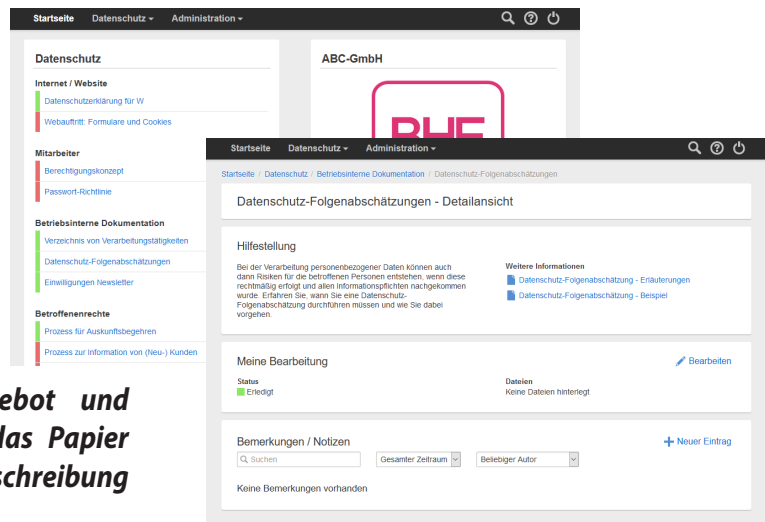 Startseite Datenschutz Administration
Datenschutz
Internet / Website
Datenschutzerklärung für W
Webauftritt: Formulare und Cookies
Mitarbeiter
Berechtigungskonzept
Passwort-Richtlinie
Betriebsinterne Dokumentation
Verzeichnis von Verarbeitungstätigkeiten
Datenschutz-Folgenabschätzungen
Einwilligungen Newsletter
Betroffenenrechte
Prozess für Auskunftsbegehren
Prozess zur Information von (Neu-) Kunden
ABC-GmbH
BHE
Startseite Datenschutz Administration
Startseite / Datenschutz / Betriebsinterne Dokumentation / Datenschutz-Folgenabschätzungen
Datenschutz-Folgenabschätzungen - Detailansicht
Hilfestellung
Bei der Verarbeitung personenbezogener Daten können auch
dann Risiken für die betroffenen Personen entstehen, wenn diese
rechtmäßig erfolgt und allen Informationspflichten nachgekommen
wurde. Erfahren Sie, wann Sie eine Datenschutz-
Folgenabschätzung durchführen müssen und wie Sie dabei
vorgehen.
Weitere Informationen
Datenschutz-Folgenabschätzung - Erläuterungen
Datenschutz-Folgenabschätzung - Beispiel
Meine Bearbeitung
Bearbeiten
Status
Erledigt
Dateien
Keine Dateien hinterlegt
Bemerkungen / Notizen
Neuer Eintrag
Suchen
Gesamter Zeitraum
Beliebiger Autor
Keine Bemerkungen vorhanden
ebot und
las Papier
schreibung